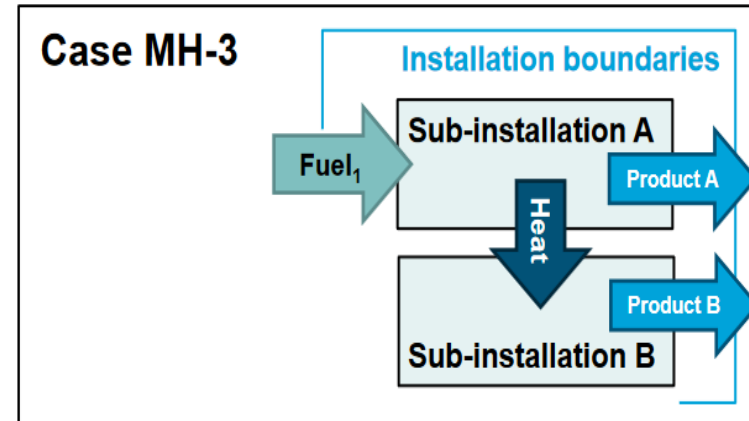 Case MH-3
Installation boundaries
Sub-installation A
Fuel₁
Product A
Heat
Product B
Sub-installation B